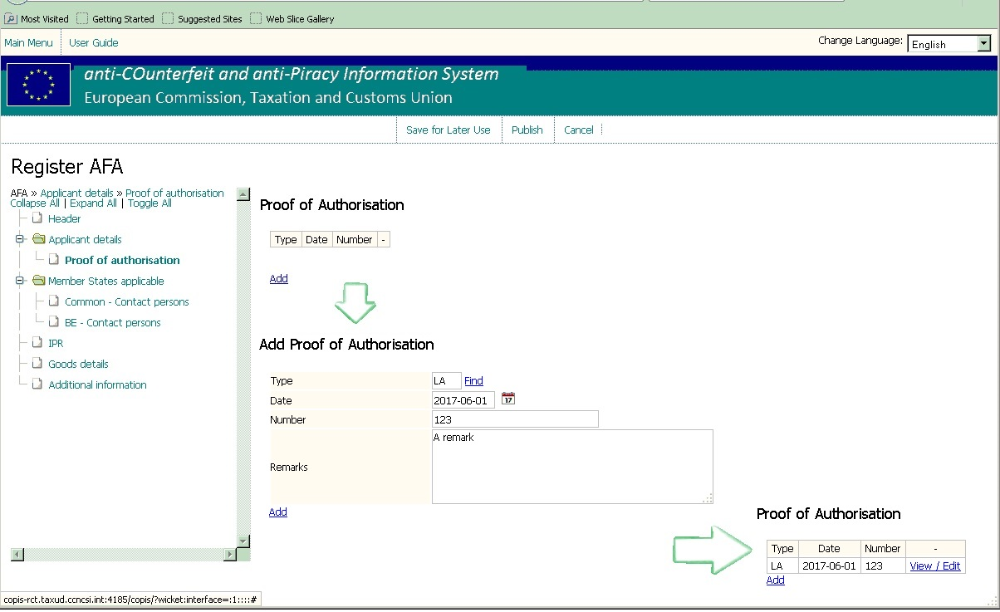 Most Visited Getting Started Suggested Sites Web Slice Gallery
Main Menu User Guide Change Language: English
anti-COunterfeit and anti-Piracy Information System
European Commission, Taxation and Customs Union
Save for Later Use Publish Cancel
Register AFA
AFA » Applicant details » Proof of authorisation
Collapse All | Expand All | Toggle All
Header
Applicant details
Proof of authorisation
Member States applicable
Common - Contact persons
BE - Contact persons
IPR
Goods details
Additional information
Proof of Authorisation
Type Date Number -
Add
Add Proof of Authorisation
Type LA Find
Date 2017-06-01 17
Number 123
Remarks A remark
Add
Proof of Authorisation
Type Date Number -
LA 2017-06-01 123 View / Edit
Add
copis-rct.taxud.ccncsi.int:4185/copis/?wicket:interface=:1::::#